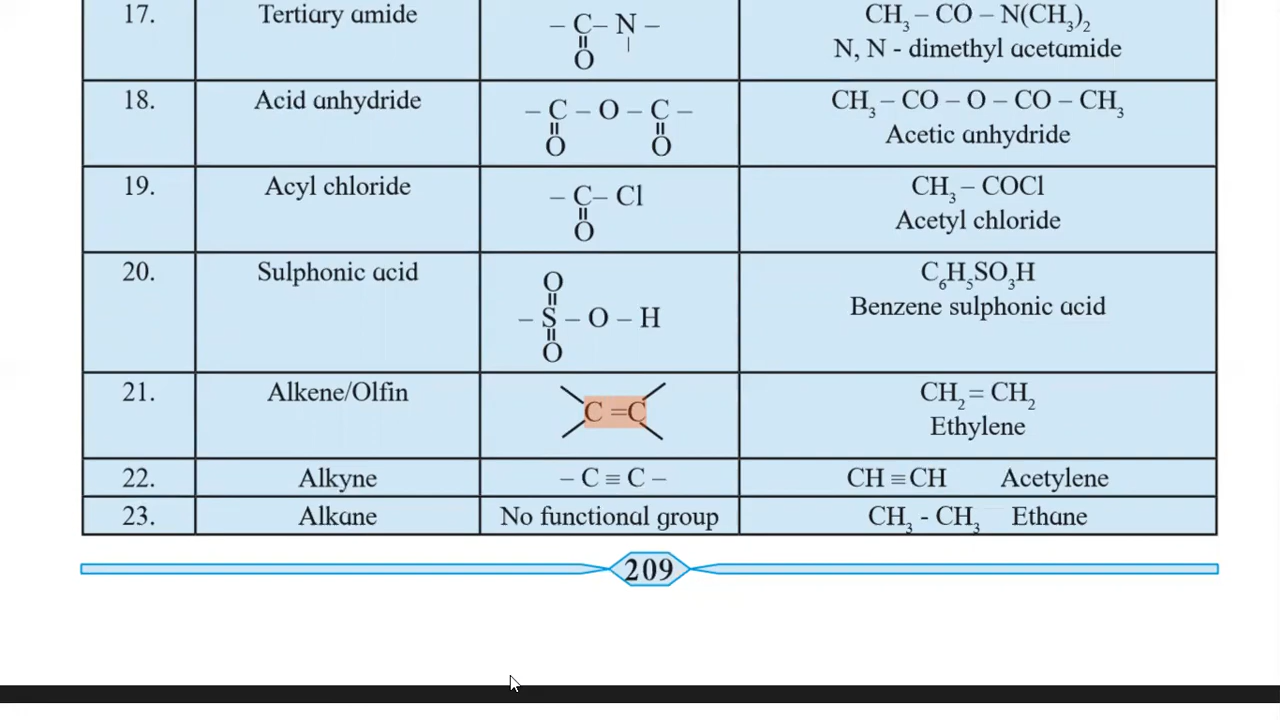 17. Tertiary amide – C – N – CH₃ – CO – N(CH₃)₂
|| |
O N, N - dimethyl acetamide
18. Acid anhydride – C – O – C – CH₃ – CO – O – CO – CH₃
|| ||
O O Acetic anhydride
19. Acyl chloride – C – Cl CH₃ – COCl
||
O Acetyl chloride
20. Sulphonic acid O C₆H₅SO₃H
||
– S – O – H Benzene sulphonic acid
||
O
21. Alkene/Olfin C = C CH₂ = CH₂
Ethylene
22. Alkyne – C ≡ C – CH ≡ CH Acetylene
23. Alkane No functional group CH₃ - CH₃ Ethane
209